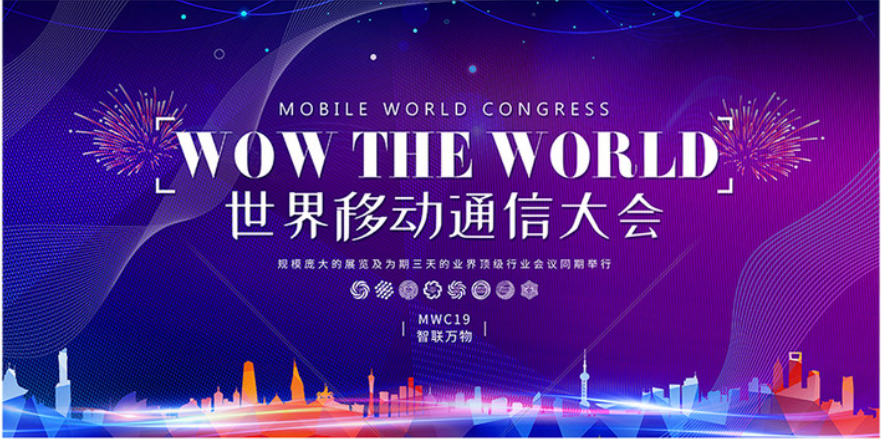 MOBILE WORLD CONGRESS
WOW THE WORLD
世界移动通信大会
规模庞大的展览及为期三天的业界顶级行业会议同期举行
MWC19
智联万物